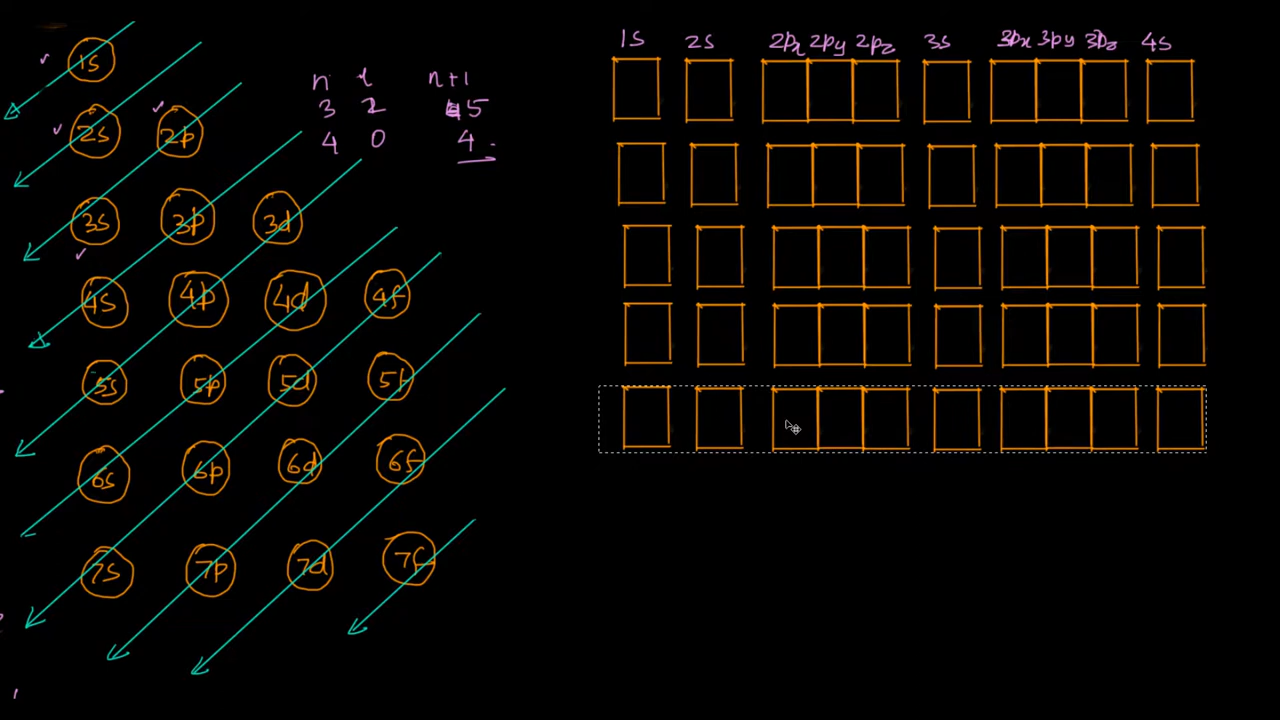 1s
2s 2p
3s 3p 3d
4s 4p 4d 4f
5s 5p 5d 5f
6s 6p 6d 6f
7s 7p 7d 7f
n l n+l
3 2 5
4 0 4
1s 2s 2px 2py 2pz 3s 3px 3py 3pz 4s